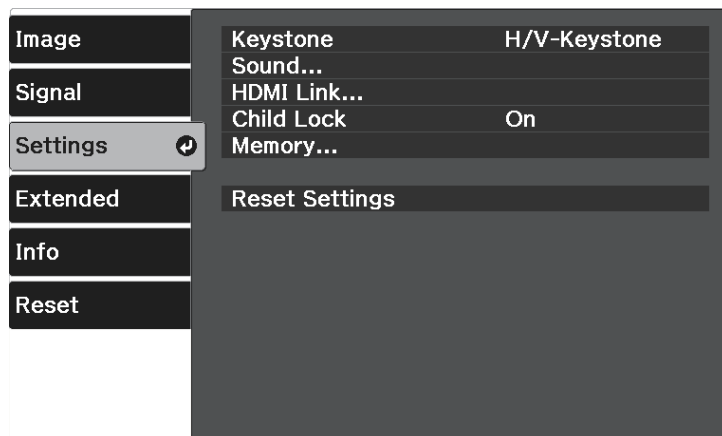 Image
Signal
Settings
Extended
Info
Reset
Keystone H/V-Keystone
Sound...
HDMI Link...
Child Lock On
Memory...
Reset Settings